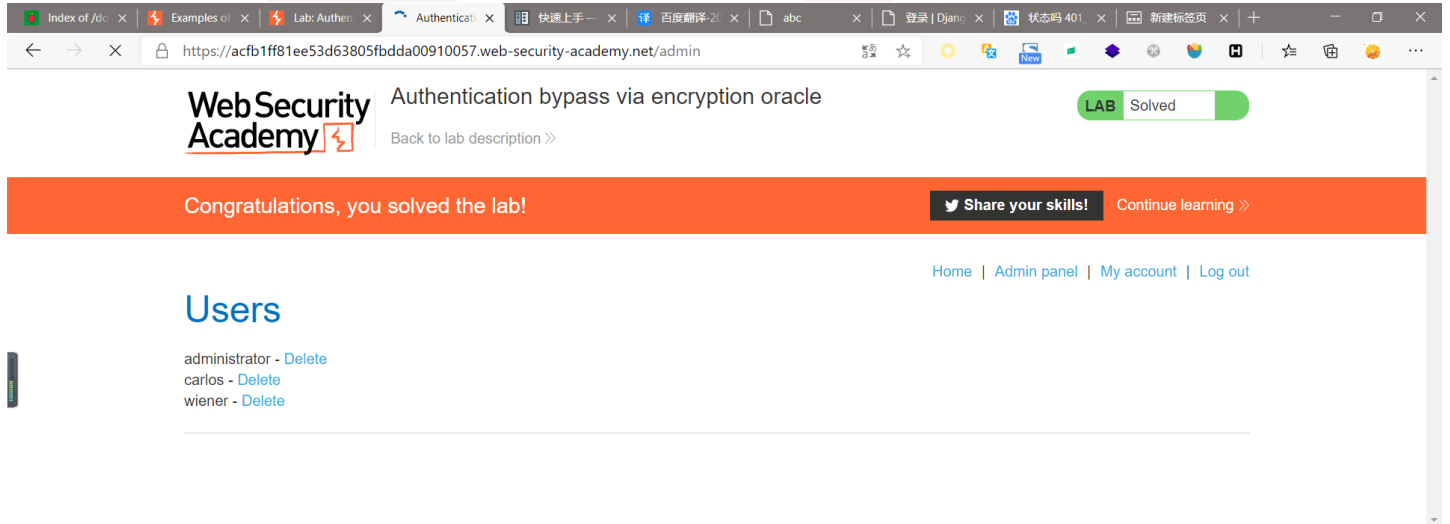 Index of /do
Examples of
Lab: Authen
Authenticati
快速上手 —
译 百度翻译-20
abc
登录 | Djang
状态吗 401_
新建标签页
https://acfb1ff81ee53d63805fbdda00910057.web-security-academy.net/admin
New
Web Security
Academy
Authentication bypass via encryption oracle
Back to lab description
LAB Solved
Congratulations, you solved the lab!
Share your skills!
Continue learning
Home | Admin panel | My account | Log out
Users
administrator - Delete
carlos - Delete
wiener - Delete